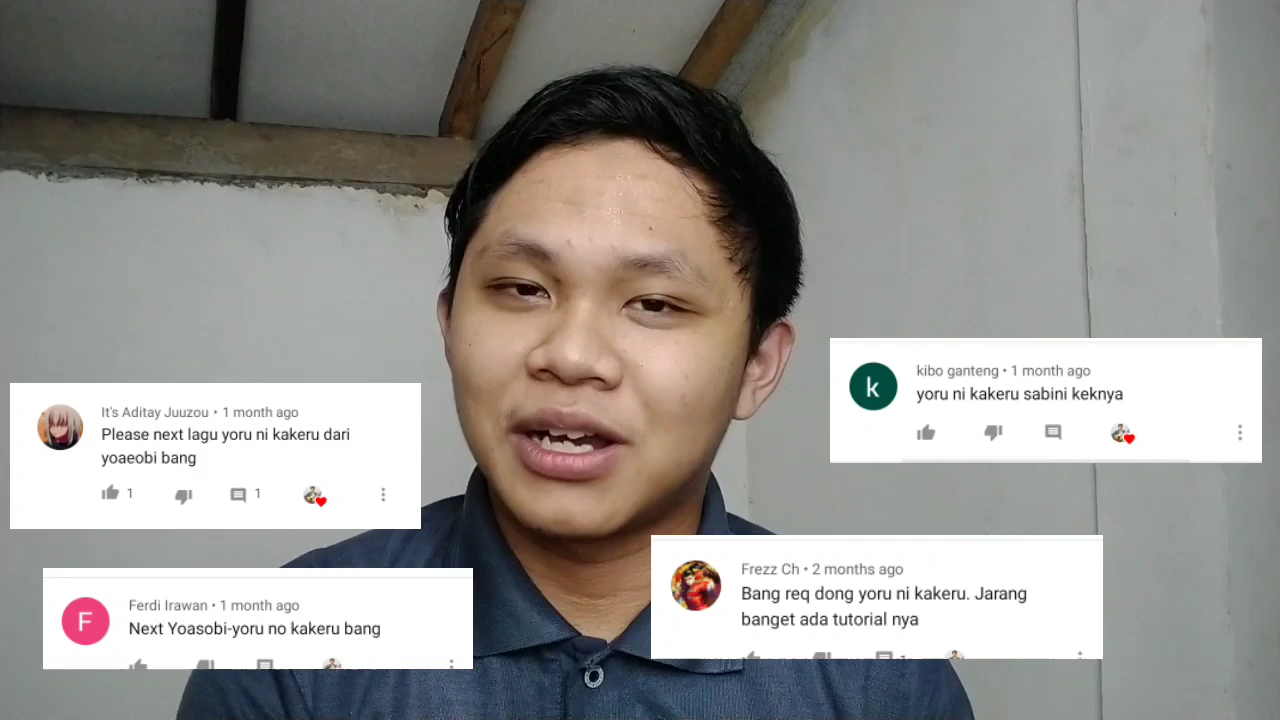 It's Aditay Juuzou • 1 month ago
Please next lagu yoru ni kakeru dari
yoaeobi bang
1
1
k
kibo ganteng • 1 month ago
yoru ni kakeru sabini keknya
F
Ferdi Irawan • 1 month ago
Next Yoasobi-yoru no kakeru bang
Frezz Ch • 2 months ago
Bang req dong yoru ni kakeru. Jarang
banget ada tutorial nya
1